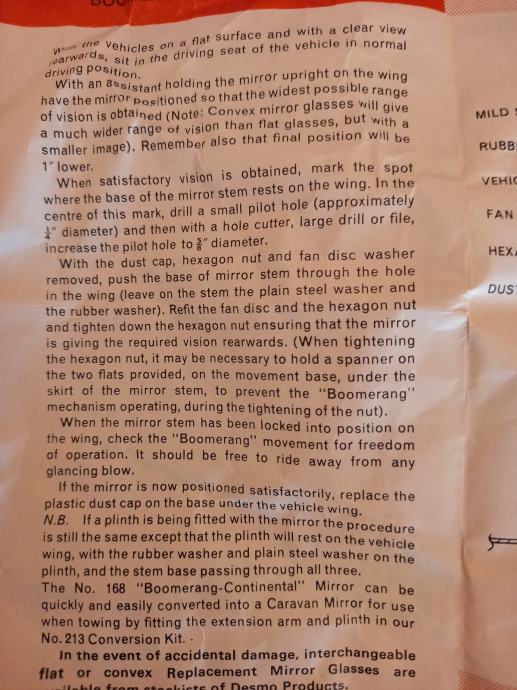 BOOM
When the vehicles on a flat surface and with a clear view
rearwards, sit in the driving seat of the vehicle in normal
driving position.
With an assistant holding the mirror upright on the wing
have the mirror positioned so that the widest possible range
of vision is obtained (Note: Convex mirror glasses will give
a much wider range of vision than flat glasses, but with a
smaller image). Remember also that final position will be
1" lower.
When satisfactory vision is obtained, mark the spot
where the base of the mirror stem rests on the wing. In the
centre of this mark, drill a small pilot hole (approximately
¼" diameter) and then with a hole cutter, large drill or file,
increase the pilot hole to ⅝" diameter.
With the dust cap, hexagon nut and fan disc washer
removed, push the base of mirror stem through the hole
in the wing (leave on the stem the plain steel washer and
the rubber washer). Refit the fan disc and the hexagon nut
and tighten down the hexagon nut ensuring that the mirror
is giving the required vision rearwards. (When tightening
the hexagon nut, it may be necessary to hold a spanner on
the two flats provided, on the movement base, under the
skirt of the mirror stem, to prevent the "Boomerang"
mechanism operating, during the tightening of the nut).
When the mirror stem has been locked into position on
the wing, check the "Boomerang" movement for freedom
of operation. It should be free to ride away from any
glancing blow.
If the mirror is now positioned satisfactorily, replace the
plastic dust cap on the base under the vehicle wing.
N.B. If a plinth is being fitted with the mirror the procedure
is still the same except that the plinth will rest on the vehicle
wing, with the rubber washer and plain steel washer on the
plinth, and the stem base passing through all three.
The No. 168 "Boomerang-Continental" Mirror can be
quickly and easily converted into a Caravan Mirror for use
when towing by fitting the extension arm and plinth in our
No. 213 Conversion Kit.
In the event of accidental damage, interchangeable
flat or convex Replacement Mirror Glasses are
available from stockists of Desmo Products.
MILD
RUBB
VEHIC
FAN
HEXA
DUST